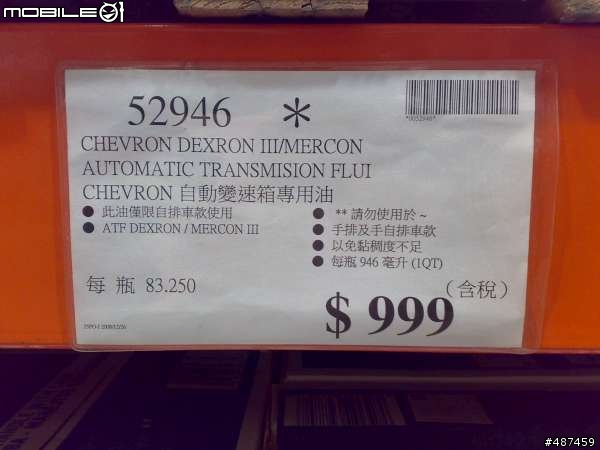 MOBILE01
52946 *
*0052946*
CHEVRON DEXRON III/MERCON
AUTOMATIC TRANSMISION FLUI
CHEVRON 自動變速箱專用油
● 此油僅限自排車款使用
● ATF DEXRON / MERCON III
● ** 請勿使用於 ~
● 手排及手自排車款
● 以免黏稠度不足
● 每瓶 946 毫升 (1QT)
每 瓶 83.250
(含稅)
$ 999
#487459